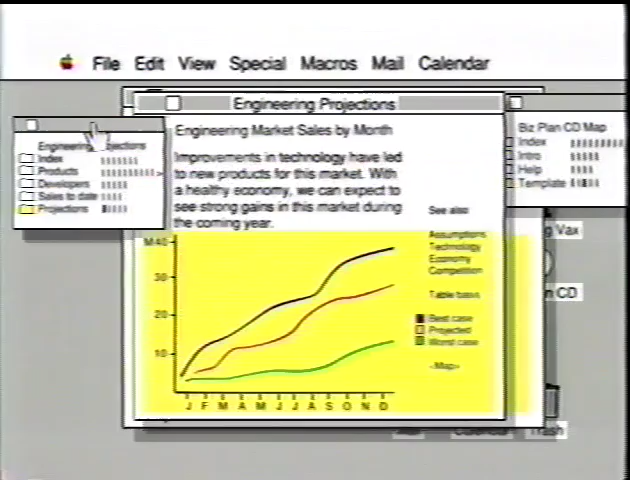 File Edit View Special Macros Mail Calendar
Engineering Projections
Engineering Market Sales by Month
Improvements in technology have led
to new products for this market. With
a healthy economy, we can expect to
see strong gains in this market during
the coming year.
See also
Assumptions
Technology
Economy
Competition
Table basis
Best case
Projected
Worst case
<Map>
M40
30
20
10
J F M A M J J A S O N D
Index
Products
Developers
Sales to date
Projections
Biz Plan CD Map
Index
Intro
Help
Template
g Vax
n CD
Calendar
Trash